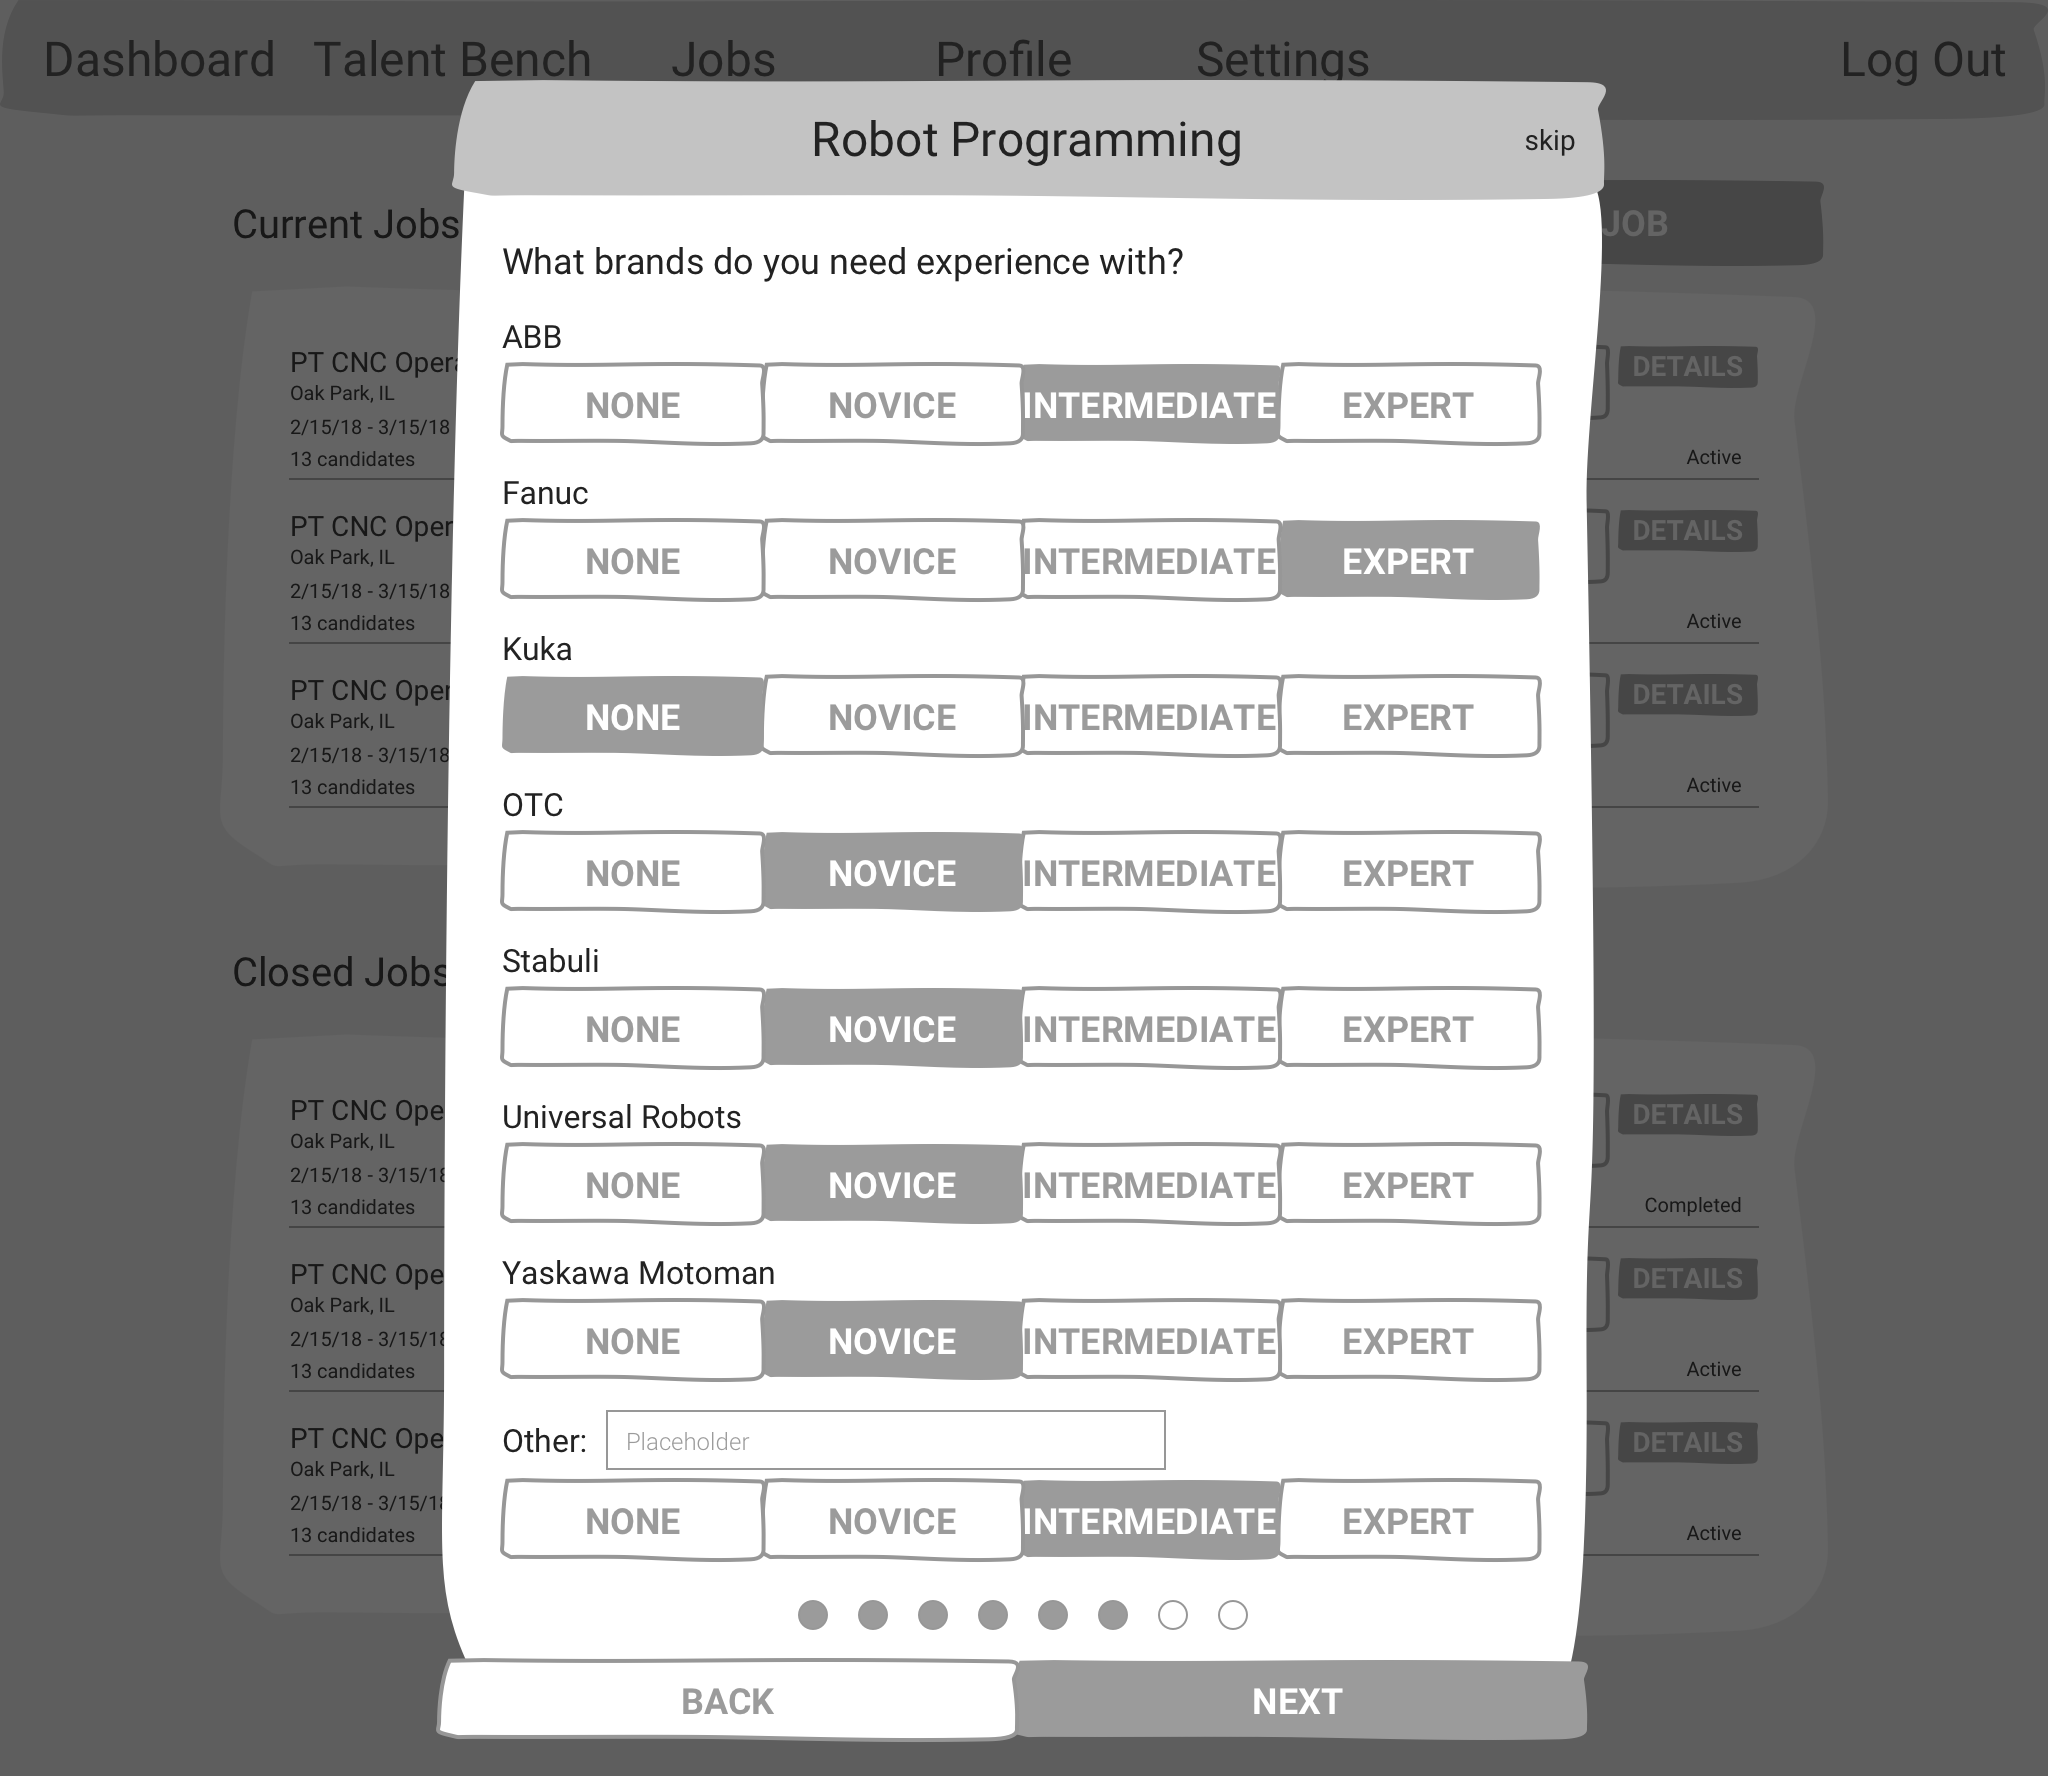 Dashboard Talent Bench Jobs Profile Settings Log Out
Robot Programming skip
Current Jobs JOB
What brands do you need experience with?
ABB
NONE NOVICE INTERMEDIATE EXPERT
Fanuc
NONE NOVICE INTERMEDIATE EXPERT
Kuka
NONE NOVICE INTERMEDIATE EXPERT
OTC
NONE NOVICE INTERMEDIATE EXPERT
Stabuli
NONE NOVICE INTERMEDIATE EXPERT
Universal Robots
NONE NOVICE INTERMEDIATE EXPERT
Yaskawa Motoman
NONE NOVICE INTERMEDIATE EXPERT
Other: Placeholder
NONE NOVICE INTERMEDIATE EXPERT
BACK NEXT
PT CNC Opera
Oak Park, IL
2/15/18 - 3/15/18
13 candidates
DETAILS
Active
PT CNC Oper
Oak Park, IL
2/15/18 - 3/15/18
13 candidates
DETAILS
Active
PT CNC Oper
Oak Park, IL
2/15/18 - 3/15/18
13 candidates
DETAILS
Active
Closed Jobs
PT CNC Ope
Oak Park, IL
2/15/18 - 3/15/18
13 candidates
DETAILS
Completed
PT CNC Ope
Oak Park, IL
2/15/18 - 3/15/18
13 candidates
DETAILS
Active
PT CNC Ope
Oak Park, IL
2/15/18 - 3/15/18
13 candidates
DETAILS
Active